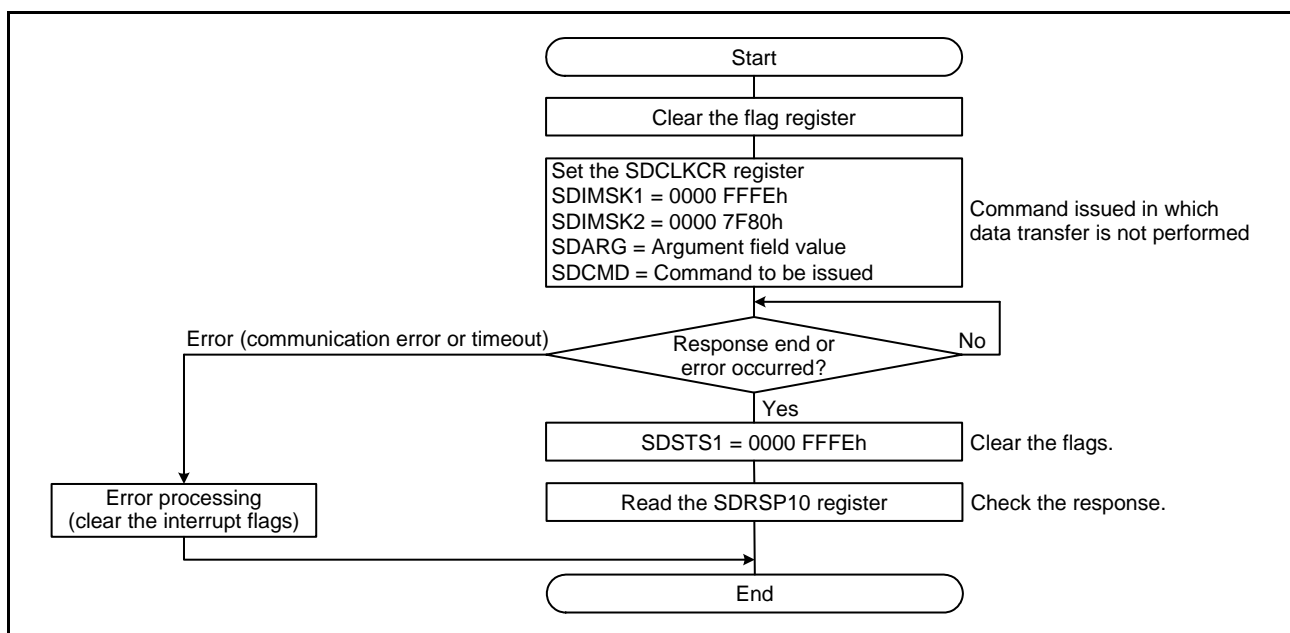 Start
Clear the flag register
Set the SDCLKCR register
SDIMSK1 = 0000 FFFEh
SDIMSK2 = 0000 7F80h
SDARG = Argument field value
SDCMD = Command to be issued
Command issued in which
data transfer is not performed
Error (communication error or timeout)
Response end or
error occurred?
No
Yes
SDSTS1 = 0000 FFFEh
Clear the flags.
Error processing
(clear the interrupt flags)
Read the SDRSP10 register
Check the response.
End